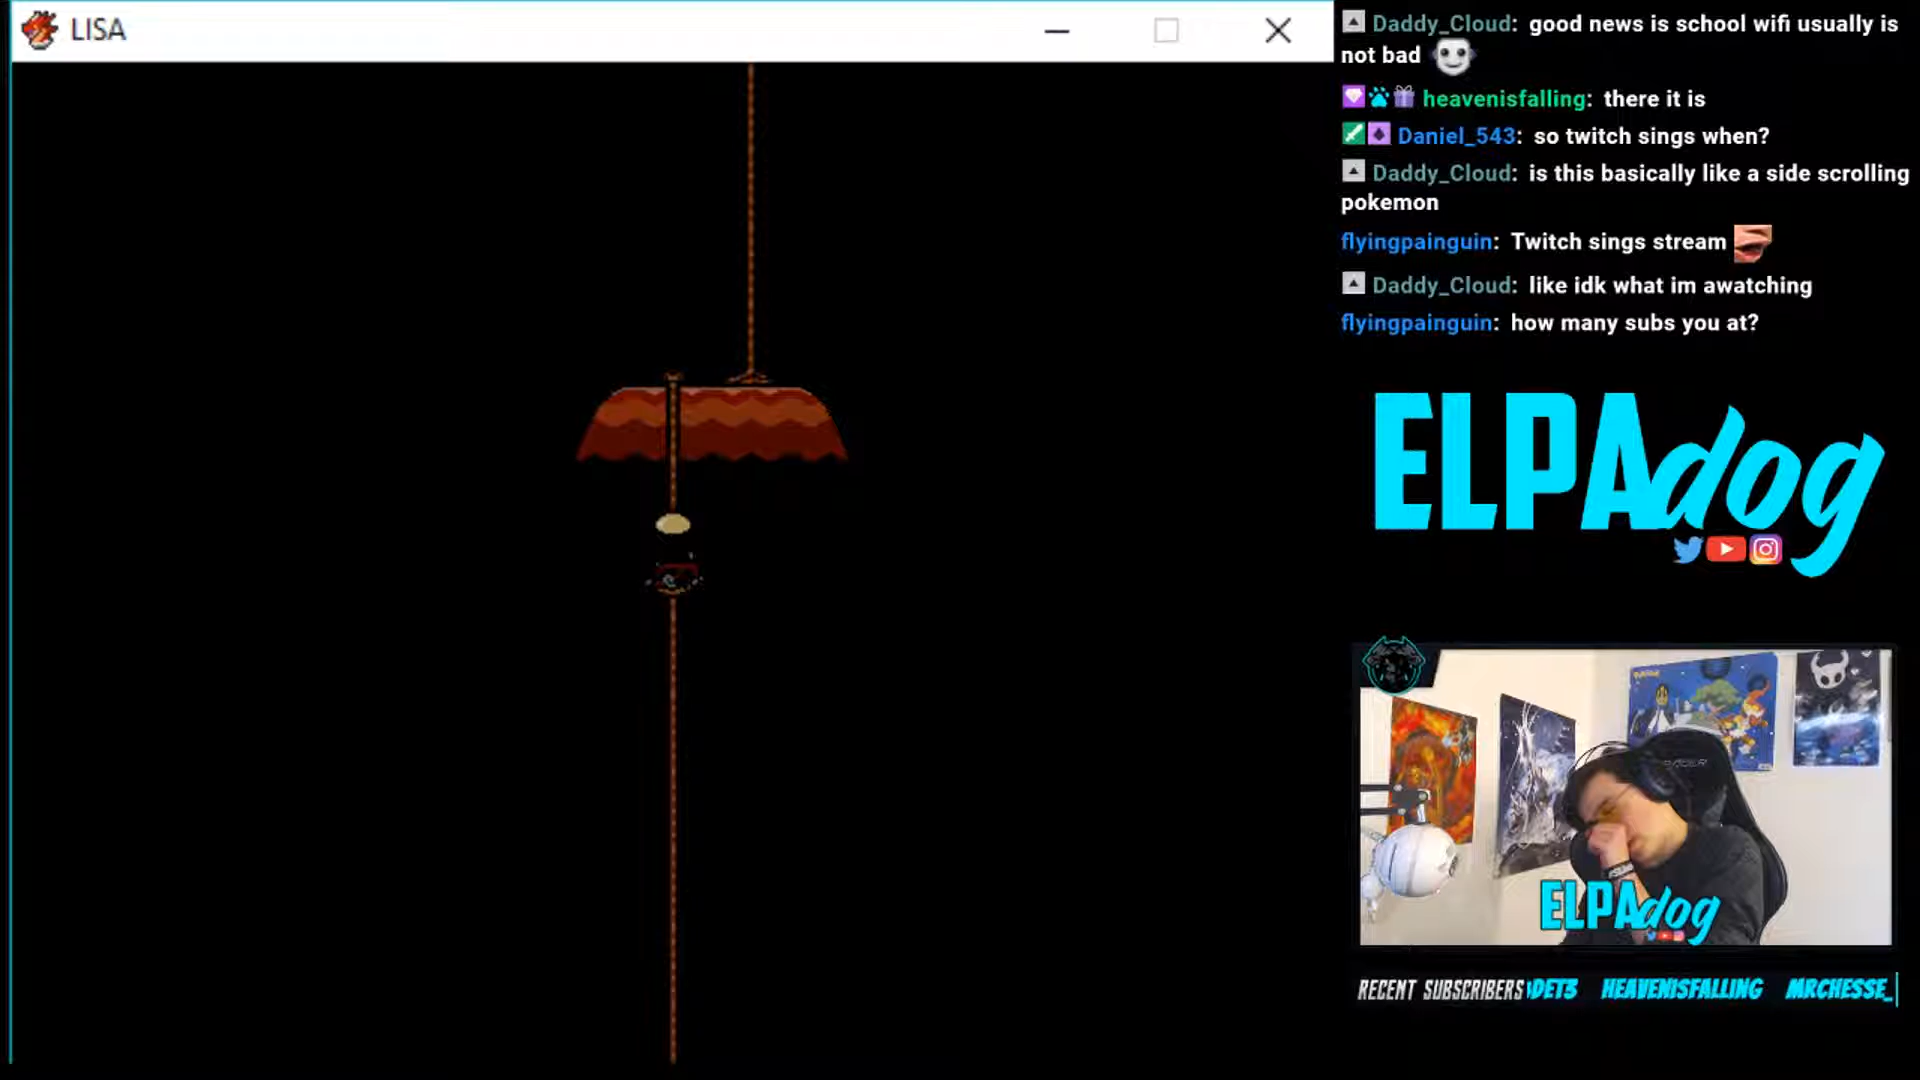 LISA
Daddy_Cloud: good news is school wifi usually is
not bad
heavenisfalling: there it is
Daniel_543: so twitch sings when?
Daddy_Cloud: is this basically like a side scrolling
pokemon
flyingpainguin: Twitch sings stream
Daddy_Cloud: like idk what im awatching
flyingpainguin: how many subs you at?
ELPAdog
ELPAdog
RECENT SUBSCRIBERS DET3 HEAVENISFALLING MRCHESSE_